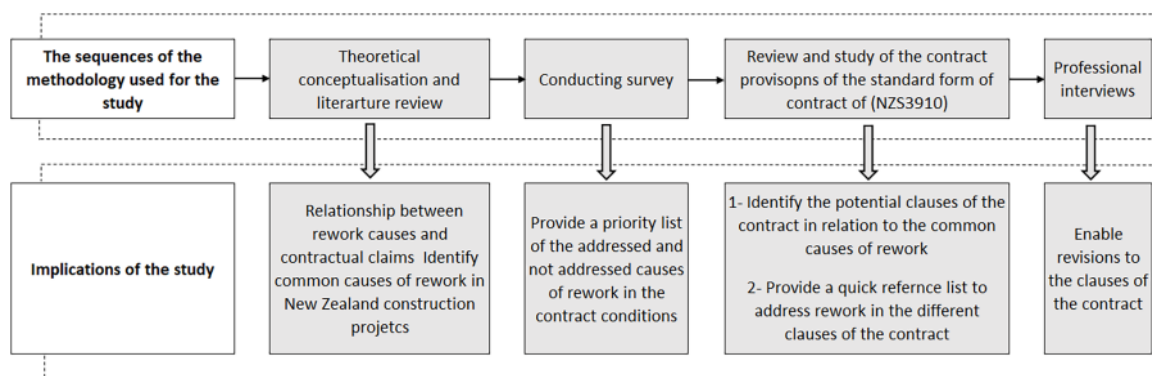 The sequences of the
methodology used for the
study
Theoretical
conceptualisation and
literarture review
Conducting survey
Review and study of the contract
provisopns of the standard form of
contract of (NZS3910)
Professional
interviews
Implications of the study
Relationship between
rework causes and
contractual claims  Identify
common causes of rework in
New Zealand construction
projetcs
Provide a priority list
of the addressed and
not addressed causes
of rework in the
contract conditions
1- Identify the potential clauses of the
contract in relation to the common
causes of rework
2- Provide a quick refernce list to
address rework in the different
clauses of the contract
Enable
revisions to
the clauses of
the contract